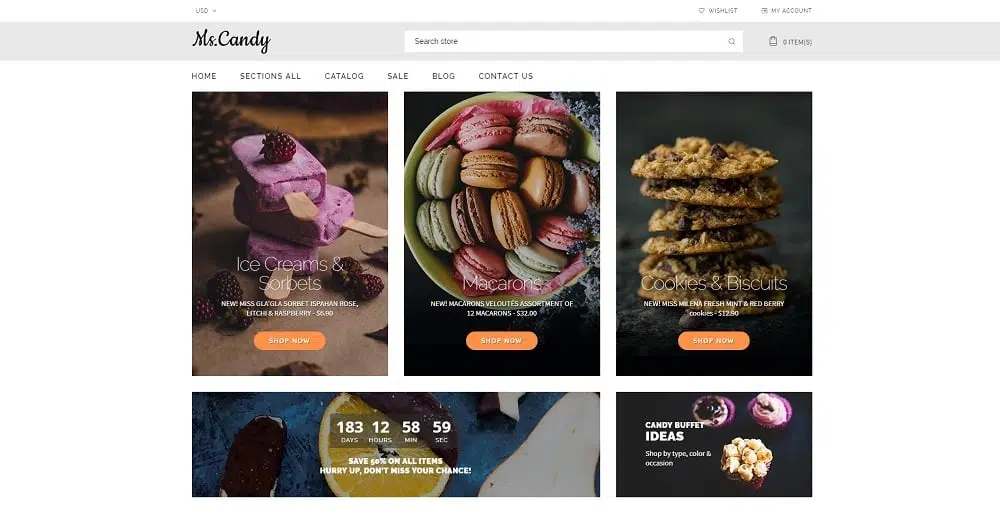 USD
WISHLIST
MY ACCOUNT
Ms.Candy
Search store
0 ITEM(S)
HOME
SECTIONS ALL
CATALOG
SALE
BLOG
CONTACT US
Ice Creams &
Sorbets
NEW! MISS GLA'GLA SORBET ISPAHAN ROSE,
LITCHI & RASPBERRY - $6.90
SHOP NOW
Macarons
NEW! MACARONS VELOUTÉS ASSORTMENT OF
12 MACARONS - $32.00
SHOP NOW
Cookies & Biscuits
NEW! MISS MILENA FRESH MINT & RED BERRY
cookies - $12.90
SHOP NOW
183 12 58 59
DAYS HOURS MIN SEC
SAVE 50% ON ALL ITEMS
HURRY UP, DON'T MISS YOUR CHANCE!
CANDY BUFFET
IDEAS
Shop by type, color &
occasion